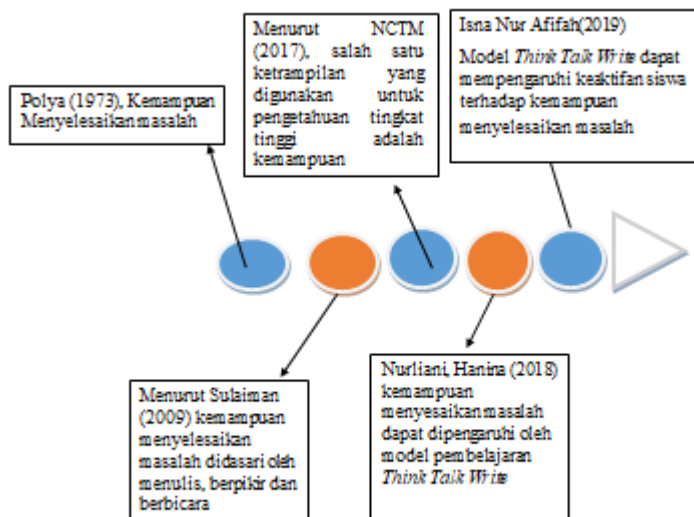 Polya (1973), Kemampuan
Menyelesaikan masalah
Menurut NCTM
(2017), salah satu
ketrampilan yang
digunakan untuk
pengetahuan tingkat
tinggi adalah
kemampuan
Isna Nur Afifah(2019)
Model Think Talk Write dapat
mempengaruhi keaktifan siswa
terhadap kemampuan
menyelesaikan masalah
Menurut Sulaiman
(2009) kemampuan
menyelesaikan
masalah didasari oleh
menulis, berpikir dan
berbicara
Nurliani, Hanina (2018)
kemampuan
menyesaikan masalah
dapat dipengaruhi oleh
model pembelajaran
Think Talk Write